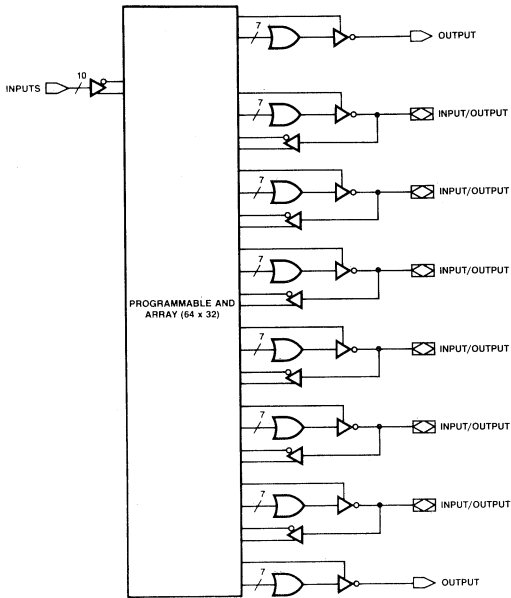 7
OUTPUT
10
INPUTS
7
INPUT/OUTPUT
7
INPUT/OUTPUT
7
INPUT/OUTPUT
PROGRAMMABLE AND
ARRAY (64 x 32)
7
INPUT/OUTPUT
7
INPUT/OUTPUT
7
INPUT/OUTPUT
7
OUTPUT